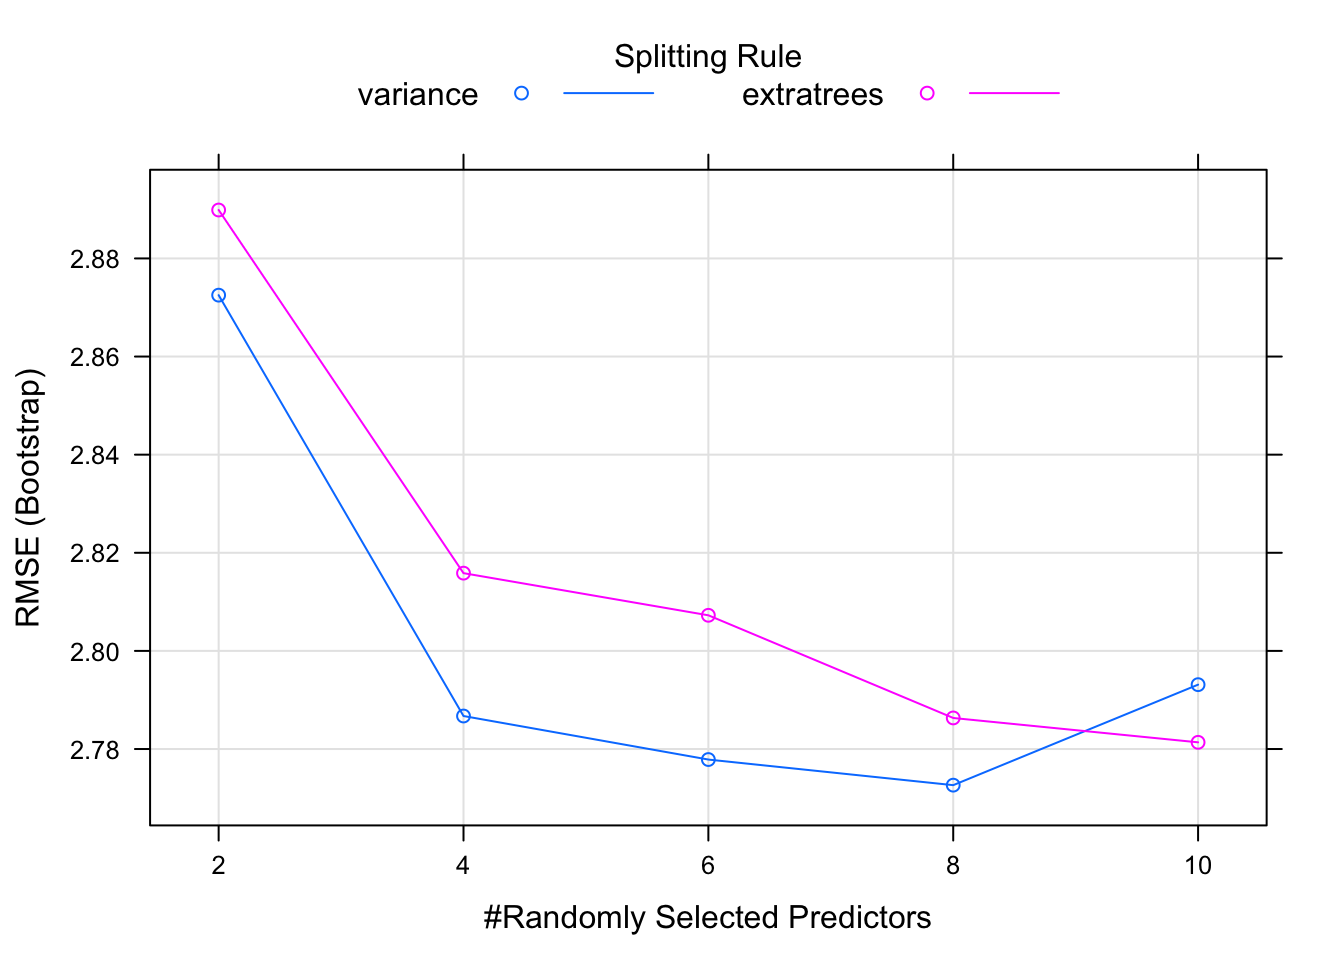 Splitting Rule
variance extratrees
2.88
2.86
2.84
2.82
2.80
2.78
RMSE (Bootstrap)
2 4 6 8 10
#Randomly Selected Predictors